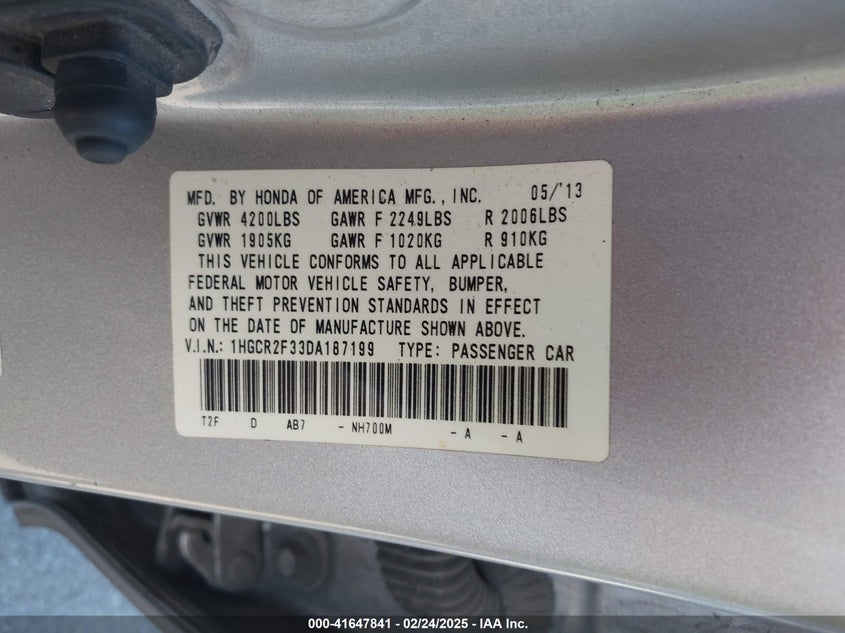 MFD. BY HONDA OF AMERICA MFG., INC. 05/'13
GVWR 4200LBS GAWR F 2249LBS R 2006LBS
GVWR 1905KG GAWR F 1020KG R 910KG
THIS VEHICLE CONFORMS TO ALL APPLICABLE
FEDERAL MOTOR VEHICLE SAFETY, BUMPER,
AND THEFT PREVENTION STANDARDS IN EFFECT
ON THE DATE OF MANUFACTURE SHOWN ABOVE.
V.I.N.: 1HGCR2F33DA187199 TYPE: PASSENGER CAR
T2F D AB7 - NH700M - A - A
000-41647841 - 02/24/2025 - IAA Inc.